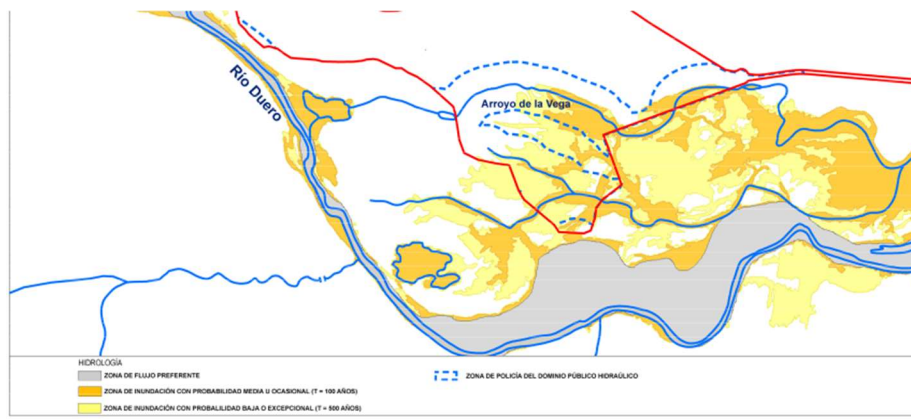 Río Duero
Arroyo de la Vega
HIDROLOGÍA
ZONA DE FLUJO PREFERENTE
ZONA DE POLICÍA DEL DOMINIO PÚBLICO HIDRAÚLICO
ZONA DE INUNDACIÓN CON PROBABILIDAD MEDIA U OCASIONAL (T = 100 AÑOS)
ZONA DE INUNDACIÓN CON PROBALILIDAD BAJA O EXCEPCIONAL (T = 500 AÑOS)